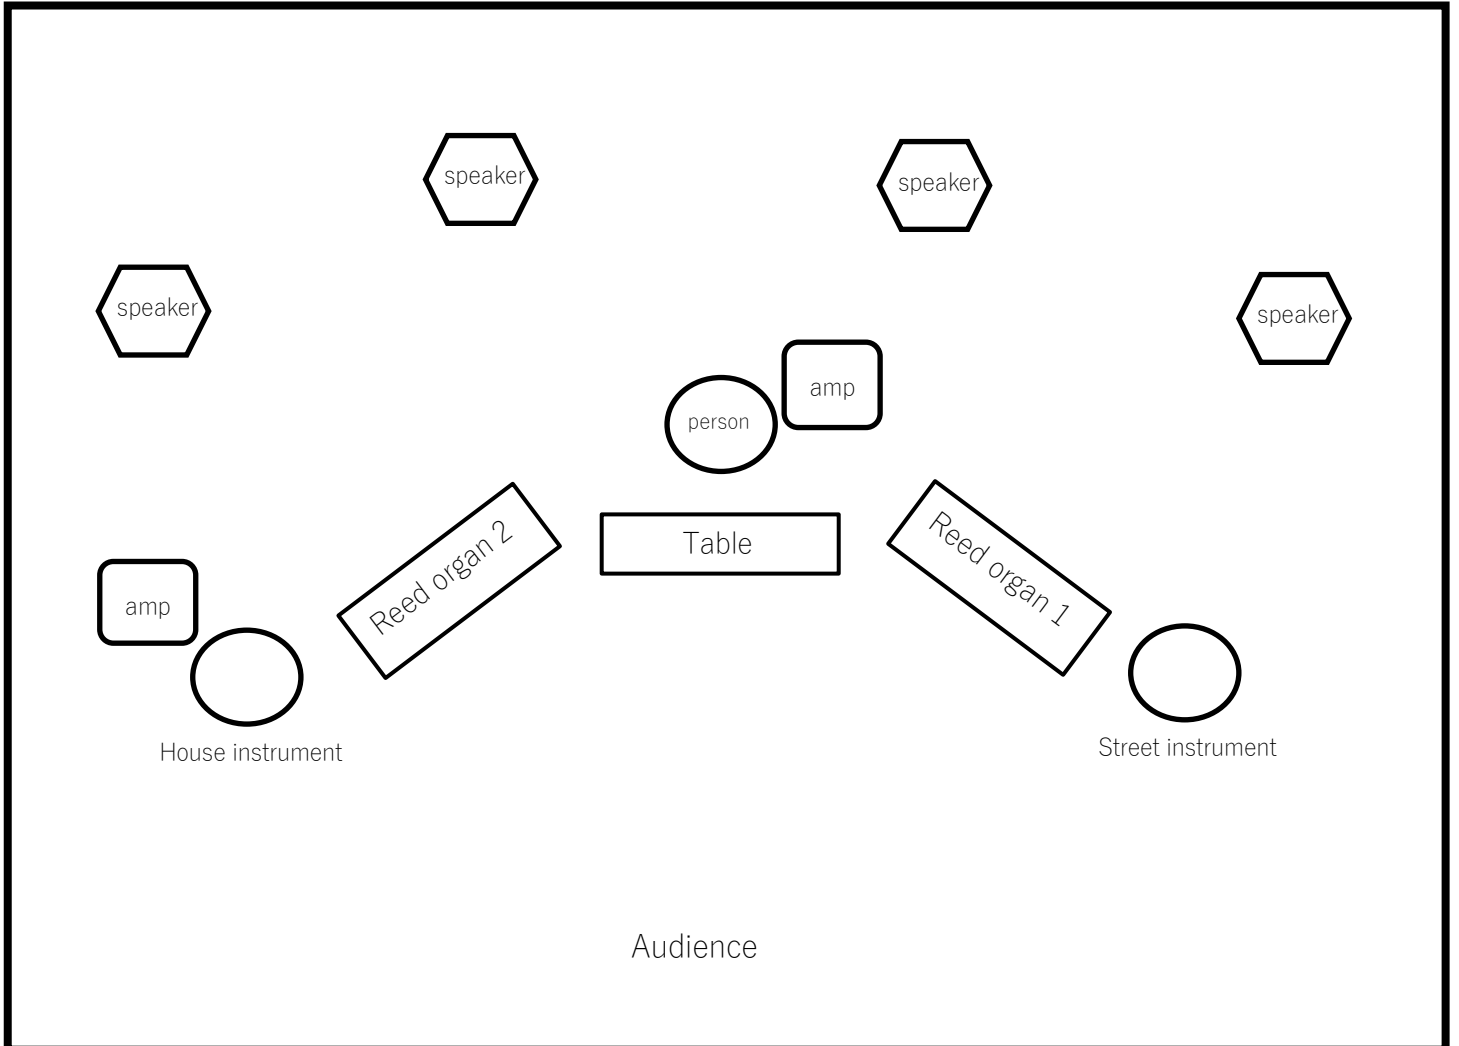 speaker
speaker
speaker
speaker
amp
person
Reed organ 2
Table
Reed organ 1
amp
House instrument
Street instrument
Audience